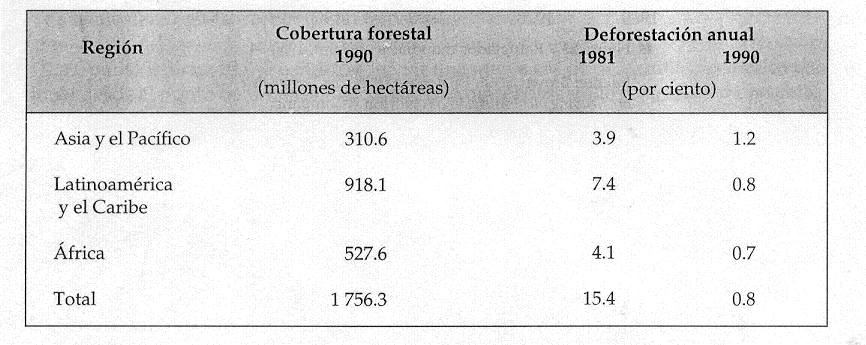 Región Cobertura forestal Deforestación anual
1990 1981 1990
(millones de hectáreas) (por ciento)
Asia y el Pacífico 310.6 3.9 1.2
Latinoamérica 918.1 7.4 0.8
y el Caribe
África 527.6 4.1 0.7
Total 1 756.3 15.4 0.8